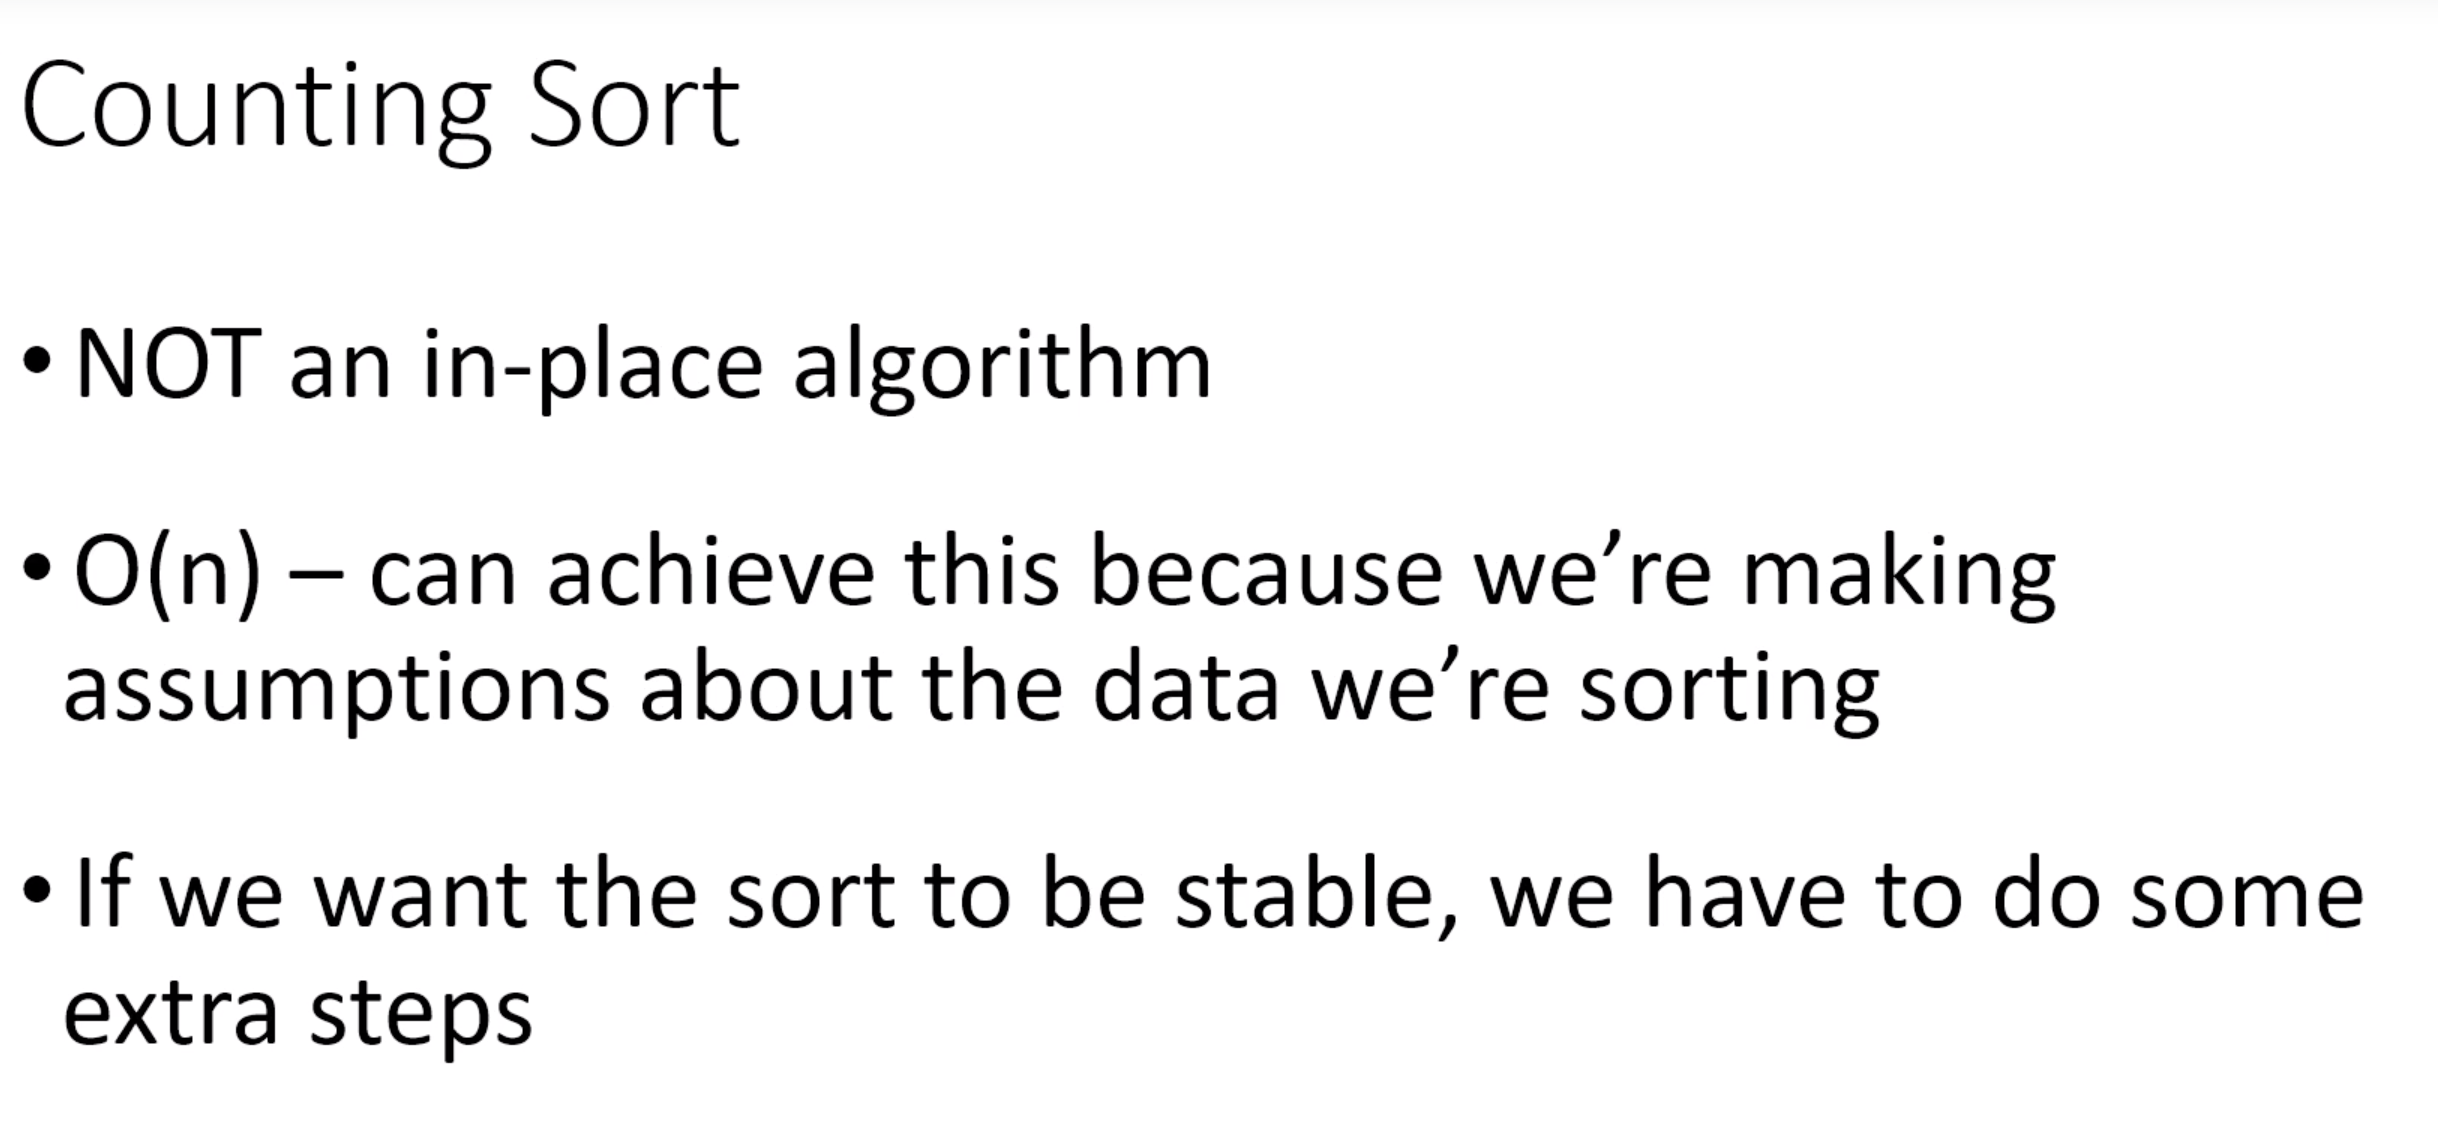 Counting Sort
• NOT an in-place algorithm
• O(n) – can achieve this because we’re making
assumptions about the data we’re sorting
• If we want the sort to be stable, we have to do some
extra steps